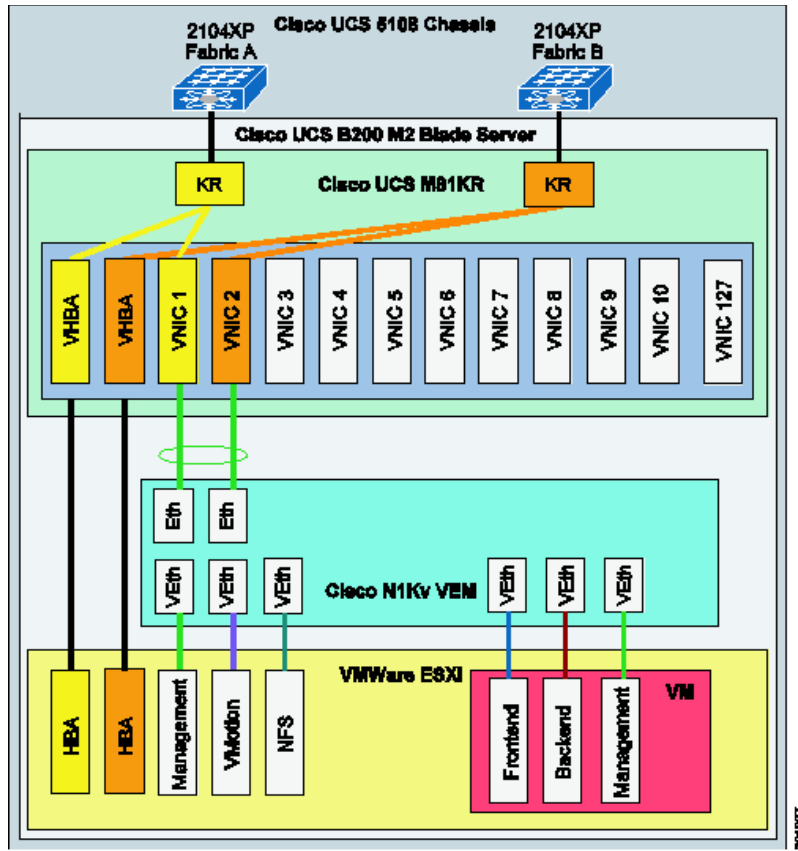 Cisco UCS 5108 Chassis
2104XP
Fabric A
2104XP
Fabric B
Cisco UCS B200 M2 Blade Server
KR
Cisco UCS M81KR
KR
VHBA
VHBA
VNIC 1
VNIC 2
VNIC 3
VNIC 4
VNIC 5
VNIC 6
VNIC 7
VNIC 8
VNIC 9
VNIC 10
VNIC 127
Eth
Eth
VEth
VEth
VEth
Cisco N1Kv VEM
VEth
VEth
VEth
VMWare ESXi
VM
HBA
HBA
Management
VMotion
NFS
Frontend
Backend
Management